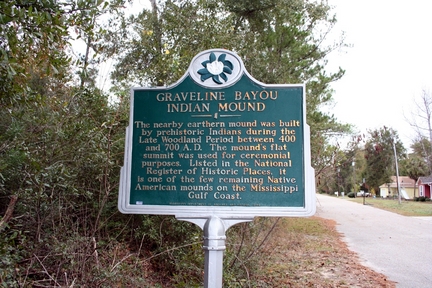 GRAVELINE BAYOU
INDIAN MOUND
The nearby earthern mound was built
by prehistoric Indians during the
Late Woodland Period between 400
and 700 A.D. The mound's flat
summit was used for ceremonial
purposes. Listed in the National
Register of Historic Places, it
is one of the few remaining Native
American mounds on the Mississippi
Gulf Coast.